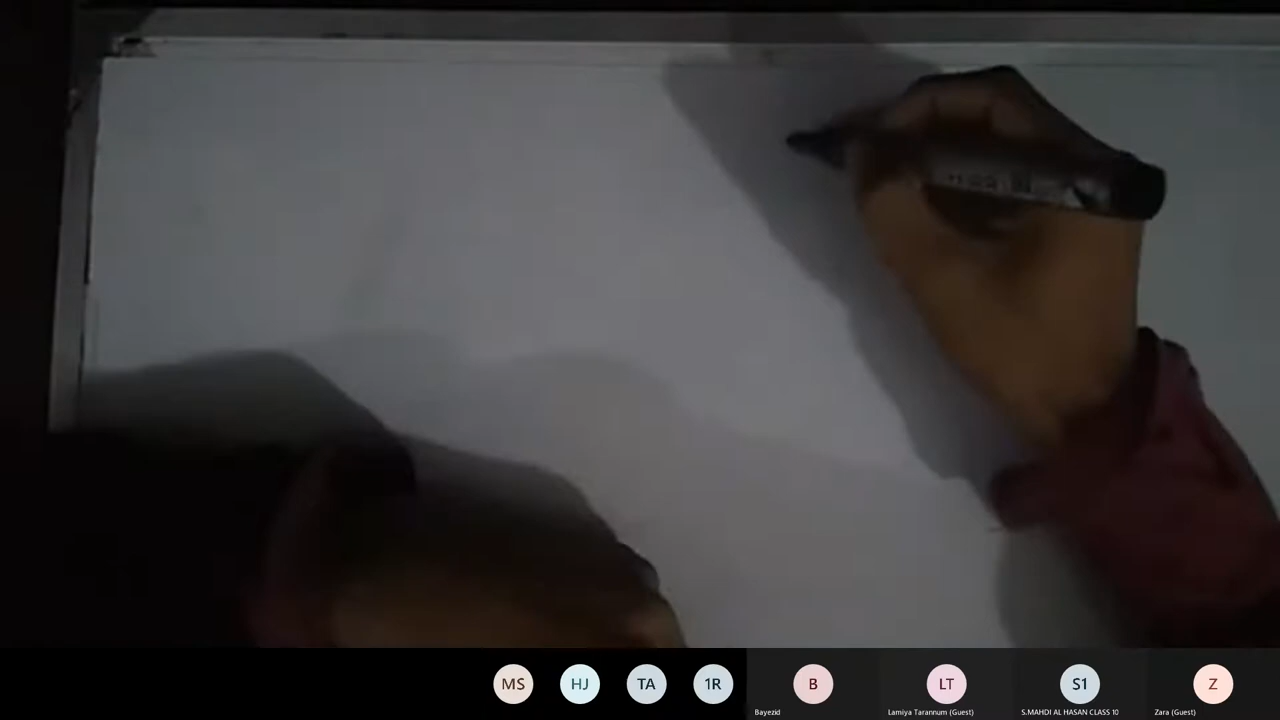 MS HJ TA 1R B LT S1 Z
Bayezid Lamiya Tarannum (Guest) S.MAHDI AL HASAN CLASS 10 Zara (Guest)